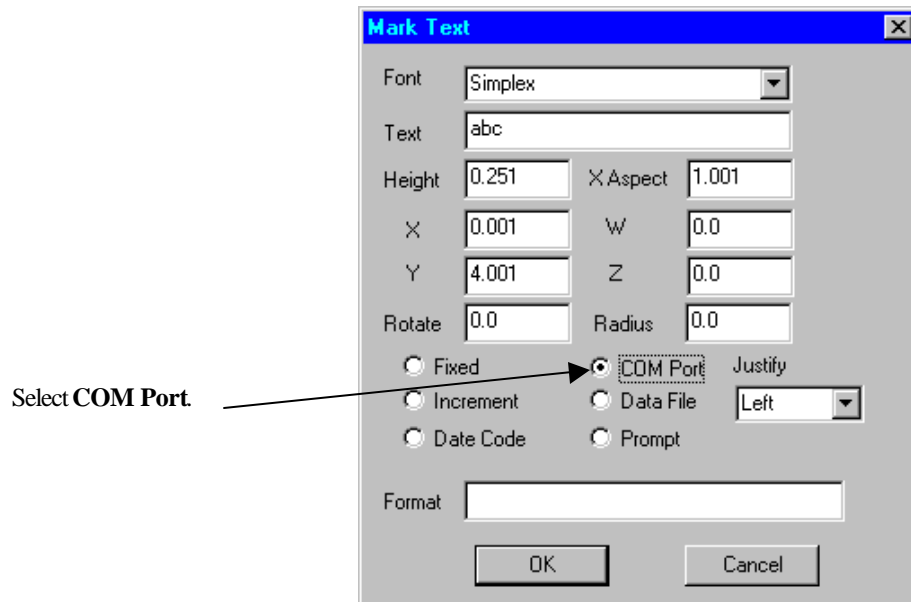 Mark Text
Font Simplex
Text abc
Height 0.251 X Aspect 1.001
X 0.001 W 0.0
Y 4.001 Z 0.0
Rotate 0.0 Radius 0.0
Fixed COM Port Justify
Select COM Port.
Increment Data File Left
Date Code Prompt
Format
OK Cancel